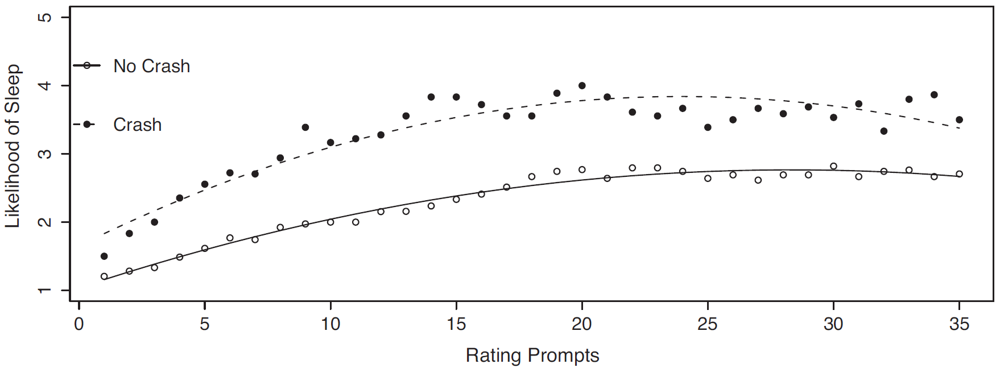 5
4
3
2
1
Likelihood of Sleep
No Crash
Crash
0 5 10 15 20 25 30 35
Rating Prompts